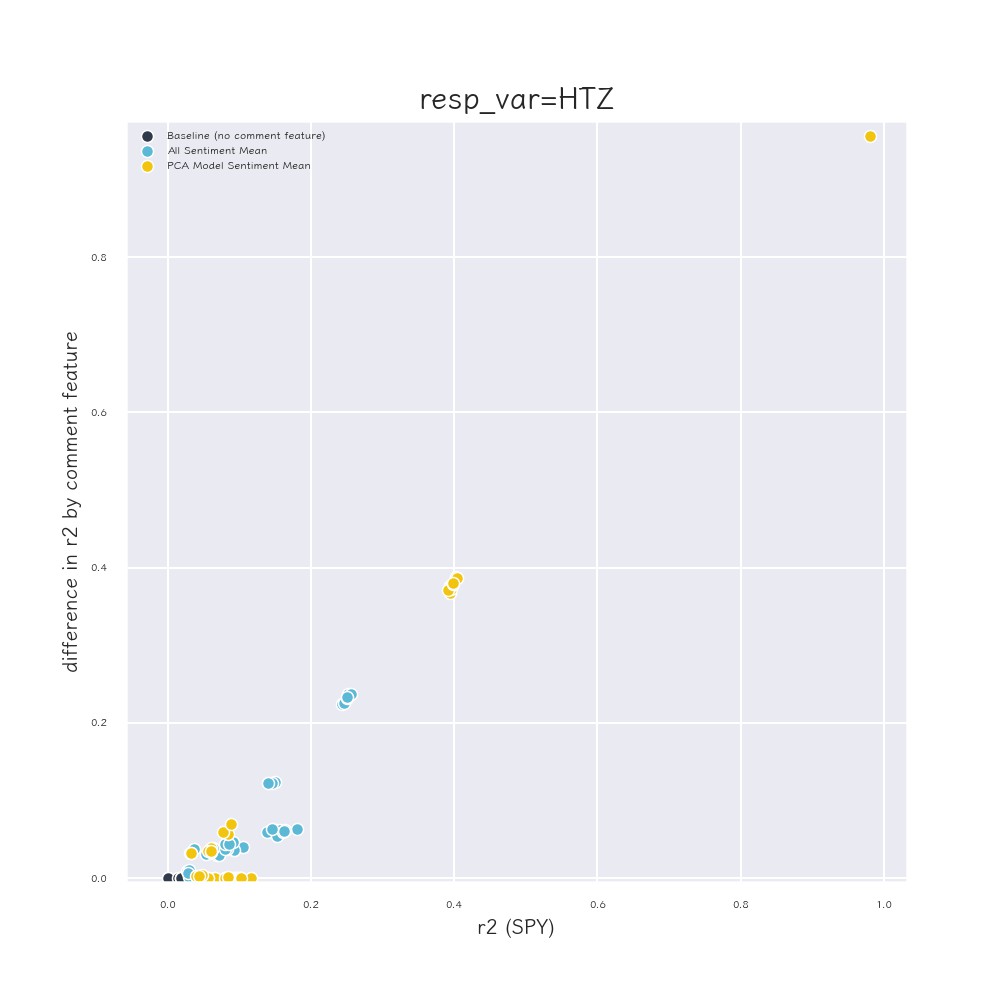 resp_var=HTZ
Baseline (no comment feature)
All Sentiment Mean
PCA Model Sentiment Mean
difference in r2 by comment feature
0.8
0.6
0.4
0.2
0.0
0.0 0.2 0.4 0.6 0.8 1.0
r2 (SPY)